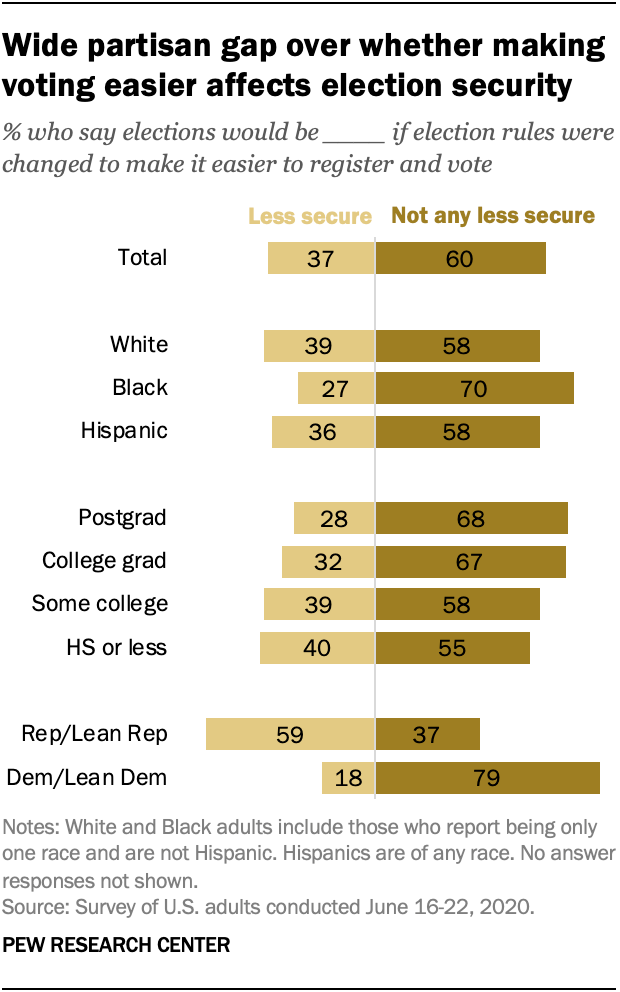 Wide partisan gap over whether making
voting easier affects election security
% who say elections would be ____ if election rules were
changed to make it easier to register and vote
Less secure Not any less secure
Total 37 60
White 39 58
Black 27 70
Hispanic 36 58
Postgrad 28 68
College grad 32 67
Some college 39 58
HS or less 40 55
Rep/Lean Rep 59 37
Dem/Lean Dem 18 79
Notes: White and Black adults include those who report being only
one race and are not Hispanic. Hispanics are of any race. No answer
responses not shown.
Source: Survey of U.S. adults conducted June 16-22, 2020.
PEW RESEARCH CENTER